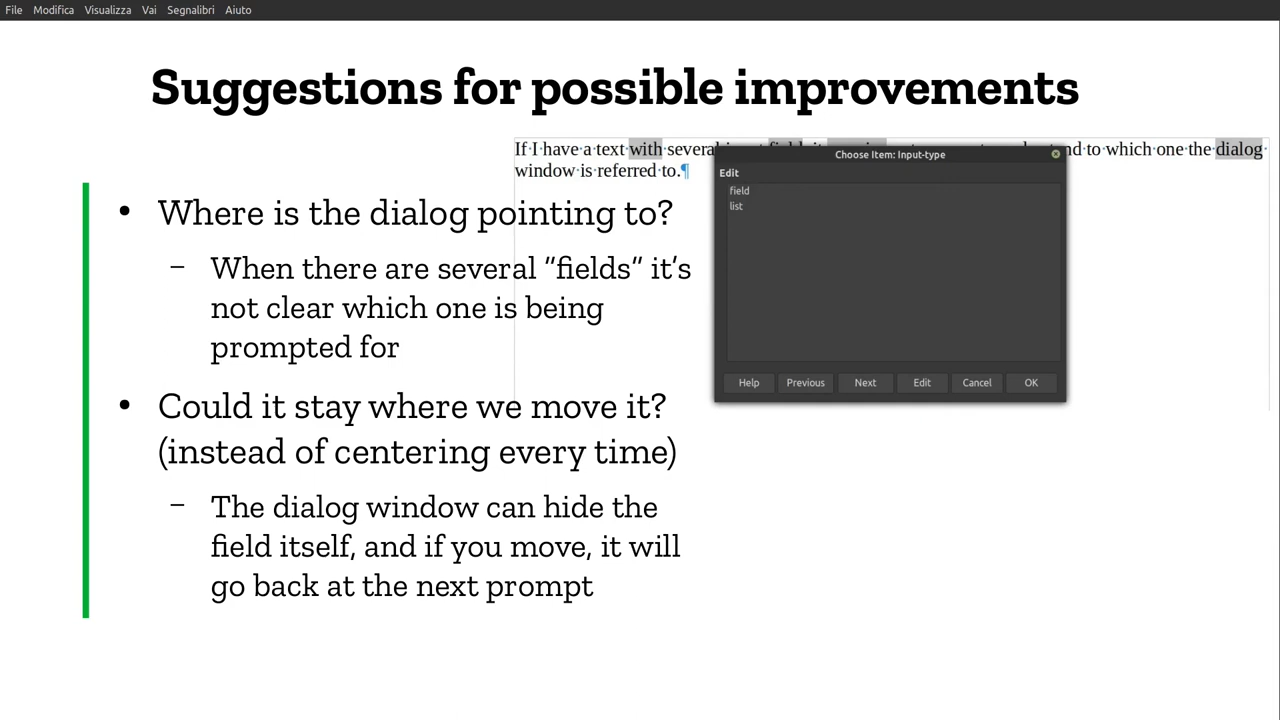 File Modifica Visualizza Vai Segnalibri Aiuto
Suggestions for possible improvements
If·I·have·a·text·with·several
nd·to·which·one·the·dialog·
window·is·referred·to.¶
Choose Item: Input-type
Edit
field
list
Help Previous Next Edit Cancel OK
• Where is the dialog pointing to?
– When there are several “fields” it’s
not clear which one is being
prompted for
• Could it stay where we move it?
(instead of centering every time)
– The dialog window can hide the
field itself, and if you move, it will
go back at the next prompt